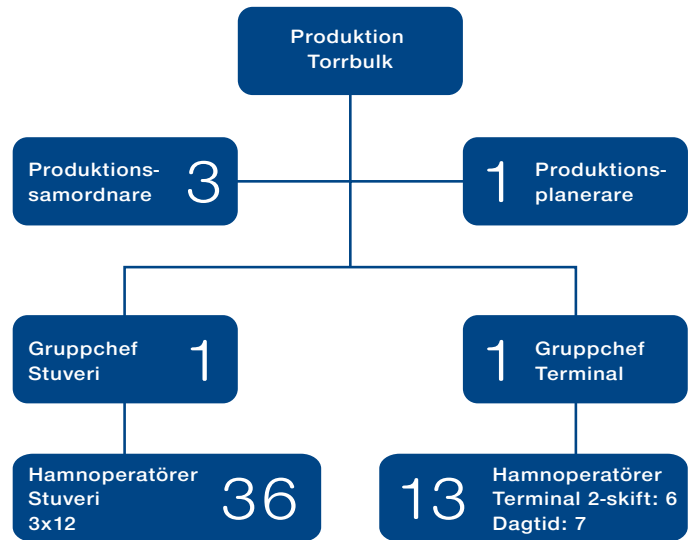 Produktion
Torrbulk
Produktions-
samordnare
3
1
Produktions-
planerare
Gruppchef
Stuveri
1
1
Gruppchef
Terminal
Hamnoperatörer
Stuveri
3x12
36
13
Hamnoperatörer
Terminal 2-skift: 6
Dagtid: 7